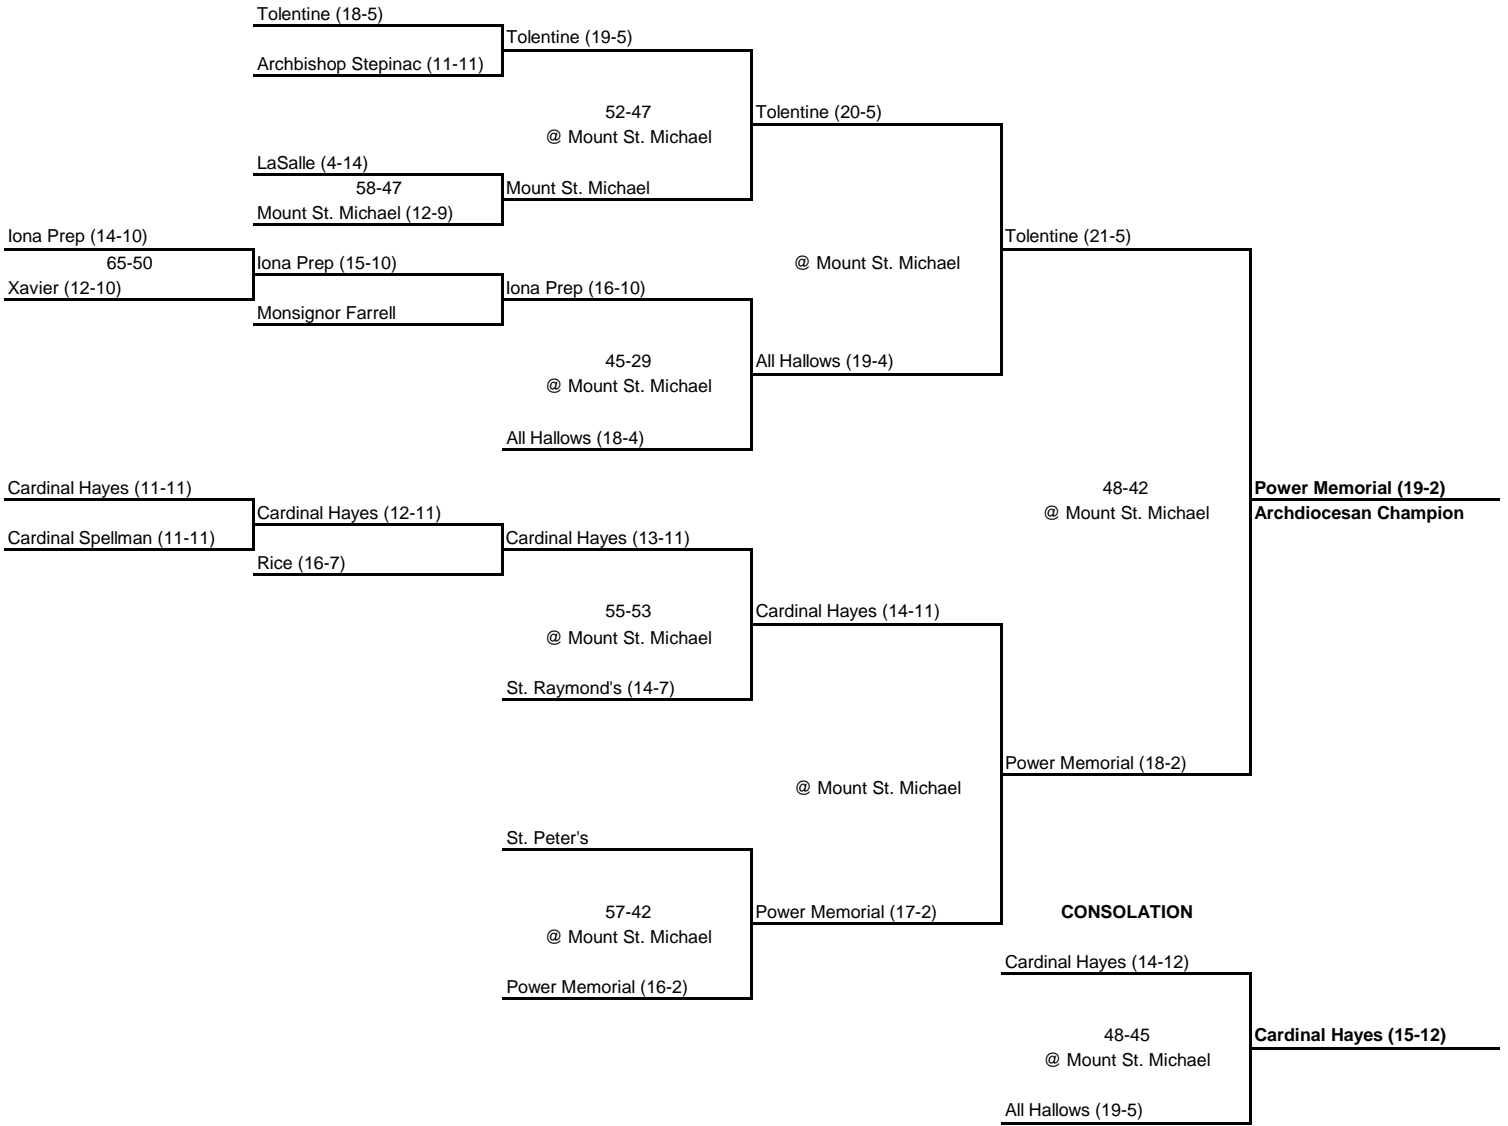 Tolentine (18-5)
Tolentine (19-5)
Archbishop Stepinac (11-11)
52-47
Tolentine (20-5)
@ Mount St. Michael
LaSalle (4-14)
58-47
Mount St. Michael
Mount St. Michael (12-9)
Iona Prep (14-10)
Tolentine (21-5)
65-50
Iona Prep (15-10)
@ Mount St. Michael
Xavier (12-10)
Iona Prep (16-10)
Monsignor Farrell
45-29
All Hallows (19-4)
@ Mount St. Michael
All Hallows (18-4)
Cardinal Hayes (11-11)
48-42
Power Memorial (19-2)
Cardinal Hayes (12-11)
@ Mount St. Michael
Archdiocesan Champion
Cardinal Spellman (11-11)
Cardinal Hayes (13-11)
Rice (16-7)
55-53
Cardinal Hayes (14-11)
@ Mount St. Michael
St. Raymond's (14-7)
Power Memorial (18-2)
@ Mount St. Michael
St. Peter's
57-42
Power Memorial (17-2)
CONSOLATION
@ Mount St. Michael
Cardinal Hayes (14-12)
Power Memorial (16-2)
48-45
Cardinal Hayes (15-12)
@ Mount St. Michael
All Hallows (19-5)